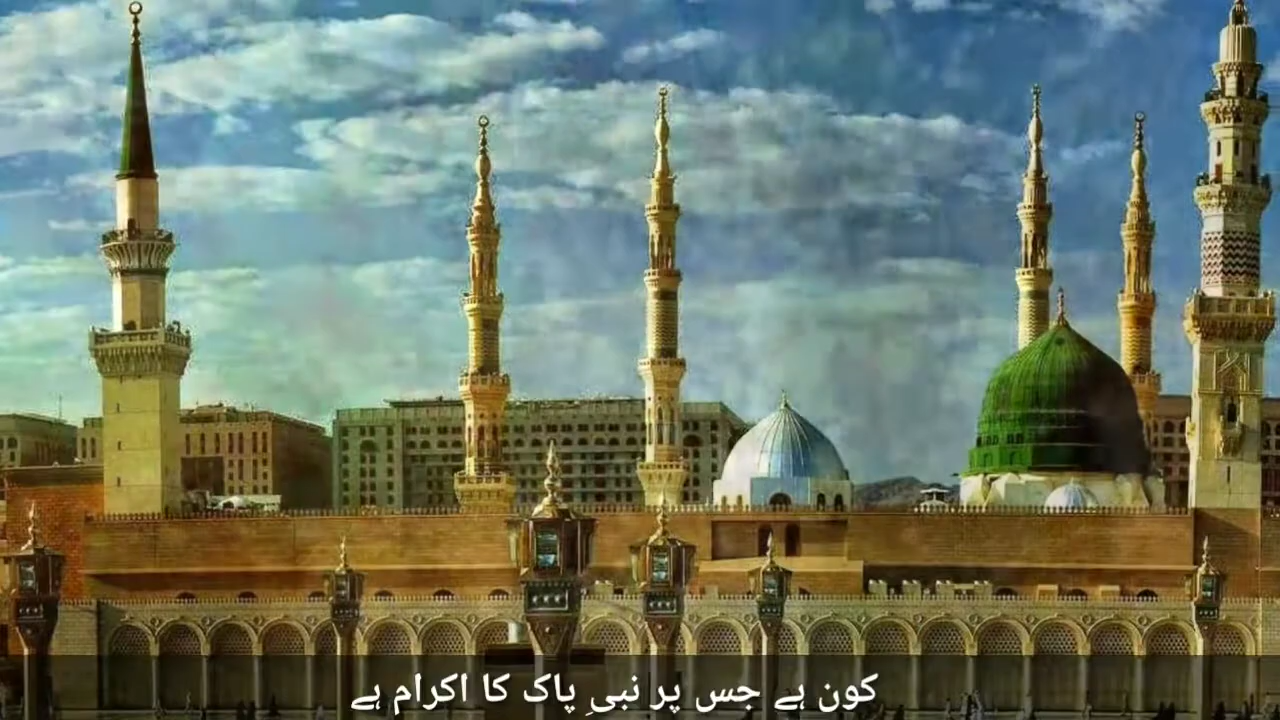 کون ہے جس پر نبیِ پاک کا اکرام ہے